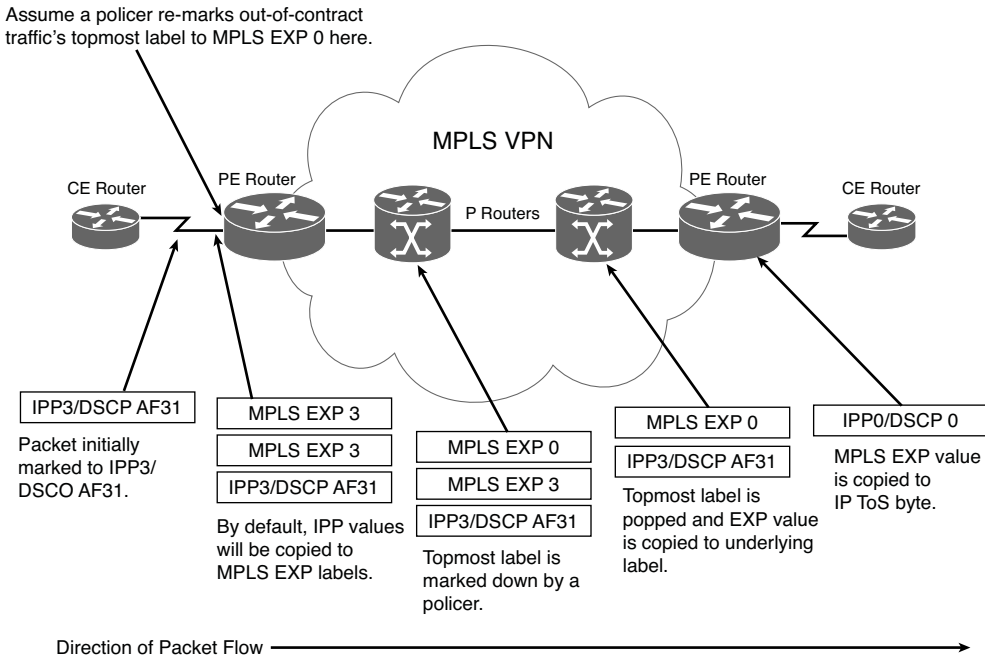 Assume a policer re-marks out-of-contract
traffic's topmost label to MPLS EXP 0 here.
MPLS VPN
CE Router
PE Router
P Routers
PE Router
CE Router
IPP3/DSCP AF31
Packet initially
marked to IPP3/
DSCO AF31.
MPLS EXP 3
MPLS EXP 3
IPP3/DSCP AF31
By default, IPP values
will be copied to
MPLS EXP labels.
MPLS EXP 0
MPLS EXP 3
IPP3/DSCP AF31
Topmost label is
marked down by a
policer.
MPLS EXP 0
IPP3/DSCP AF31
Topmost label is
popped and EXP value
is copied to underlying
label.
IPP0/DSCP 0
MPLS EXP value
is copied to
IP ToS byte.
Direction of Packet Flow